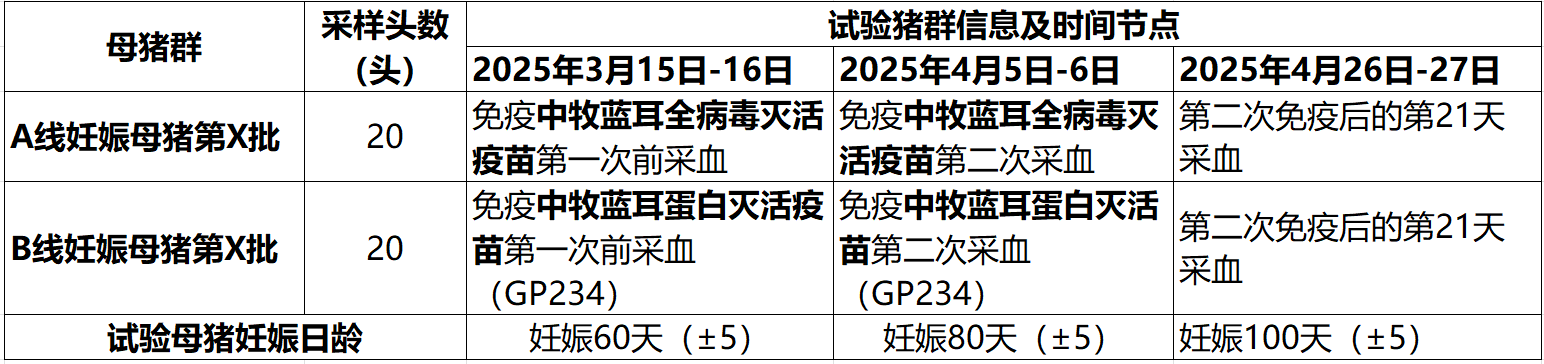 母猪群
采样头数
（头）
试验猪群信息及时间节点
2025年3月15日-16日
2025年4月5日-6日
2025年4月26日-27日
A线妊娠母猪第X批
20
免疫中牧蓝耳全病毒灭活
疫苗第一次前采血
免疫中牧蓝耳全病毒灭
活疫苗第二次采血
第二次免疫后的第21天
采血
B线妊娠母猪第X批
20
免疫中牧蓝耳蛋白灭活疫
苗第一次前采血
（GP234）
免疫中牧蓝耳蛋白灭活
苗第二次采血
（GP234）
第二次免疫后的第21天
采血
试验母猪妊娠日龄
妊娠60天（±5）
妊娠80天（±6）
妊娠100天（±5）